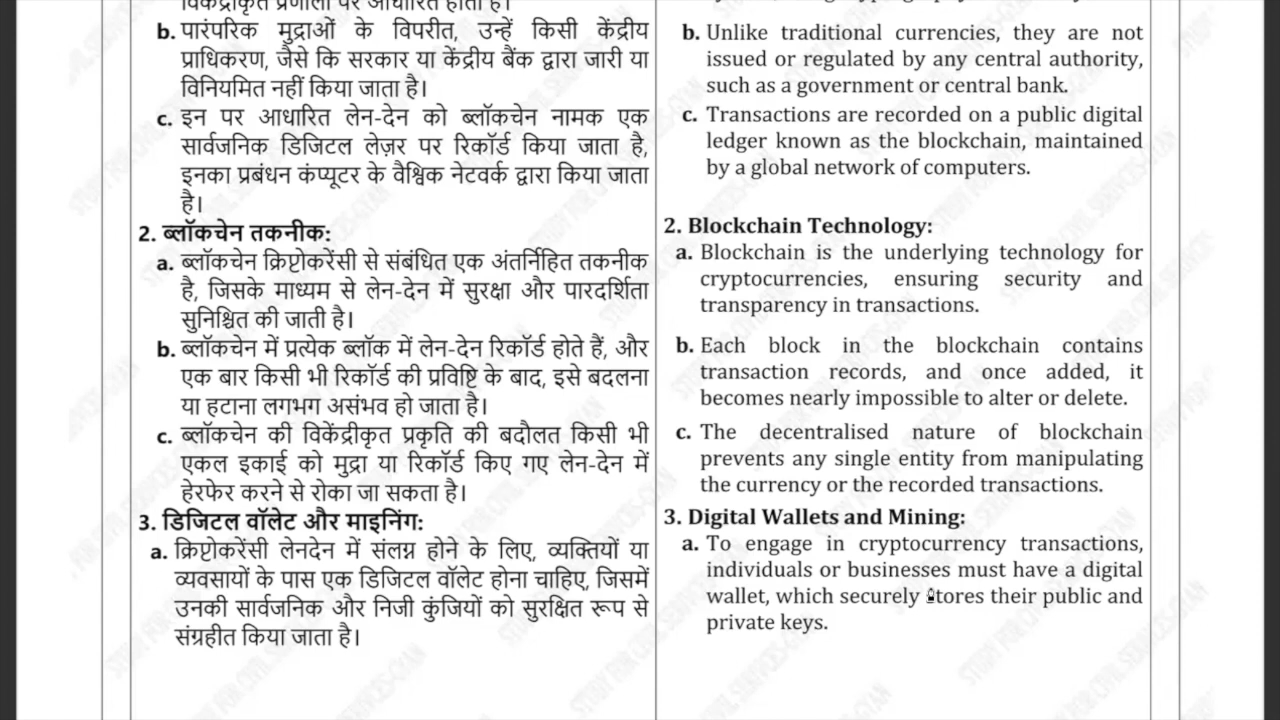 b. पारंपरिक मुद्राओं के विपरीत, उन्हें किसी केंद्रीय
प्राधिकरण, जैसे कि सरकार या केंद्रीय बैंक द्वारा जारी या
विनियमित नहीं किया जाता है।
c. इन पर आधारित लेन-देन को ब्लॉकचेन नामक एक
सार्वजनिक डिजिटल लेज़र पर रिकॉर्ड किया जाता है,
इनका प्रबंधन कंप्यूटर के वैश्विक नेटवर्क द्वारा किया जाता
है।
2. ब्लॉकचेन तकनीक:
a. ब्लॉकचेन क्रिप्टोकरेंसी से संबंधित एक अंतर्निहित तकनीक
है, जिसके माध्यम से लेन-देन में सुरक्षा और पारदर्शिता
सुनिश्चित की जाती है।
b. ब्लॉकचेन में प्रत्येक ब्लॉक में लेन-देन रिकॉर्ड होते हैं, और
एक बार किसी भी रिकॉर्ड की प्रविष्टि के बाद, इसे बदलना
या हटाना लगभग असंभव हो जाता है।
c. ब्लॉकचेन की विकेंद्रीकृत प्रकृति की बदौलत किसी भी
एकल इकाई को मुद्रा या रिकॉर्ड किए गए लेन-देन में
हेरफेर करने से रोका जा सकता है।
3. डिजिटल वॉलेट और माइनिंग:
a. क्रिप्टोकरेंसी लेनदेन में संलग्न होने के लिए, व्यक्तियों या
व्यवसायों के पास एक डिजिटल वॉलेट होना चाहिए, जिसमें
उनकी सार्वजनिक और निजी कुंजियों को सुरक्षित रूप से
संग्रहीत किया जाता है।
b. Unlike traditional currencies, they are not
issued or regulated by any central authority,
such as a government or central bank.
c. Transactions are recorded on a public digital
ledger known as the blockchain, maintained
by a global network of computers.
2. Blockchain Technology:
a. Blockchain is the underlying technology for
cryptocurrencies, ensuring security and
transparency in transactions.
b. Each block in the blockchain contains
transaction records, and once added, it
becomes nearly impossible to alter or delete.
c. The decentralised nature of blockchain
prevents any single entity from manipulating
the currency or the recorded transactions.
3. Digital Wallets and Mining:
a. To engage in cryptocurrency transactions,
individuals or businesses must have a digital
wallet, which securely stores their public and
private keys.